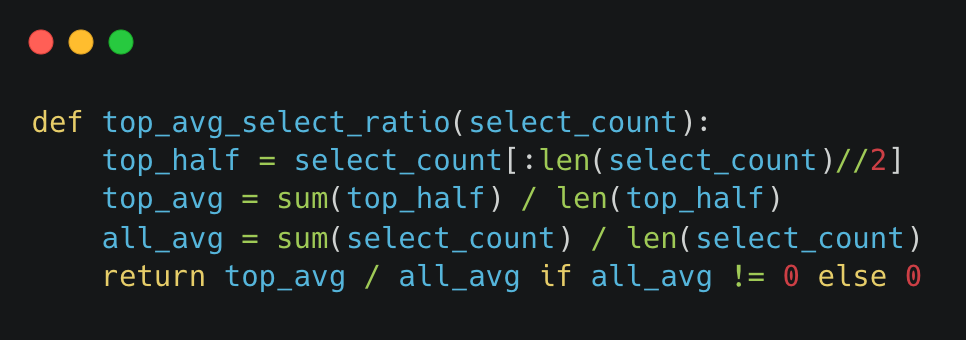 def top_avg_select_ratio(select_count):
    top_half = select_count[:len(select_count)//2]
    top_avg = sum(top_half) / len(top_half)
    all_avg = sum(select_count) / len(select_count)
    return top_avg / all_avg if all_avg != 0 else 0